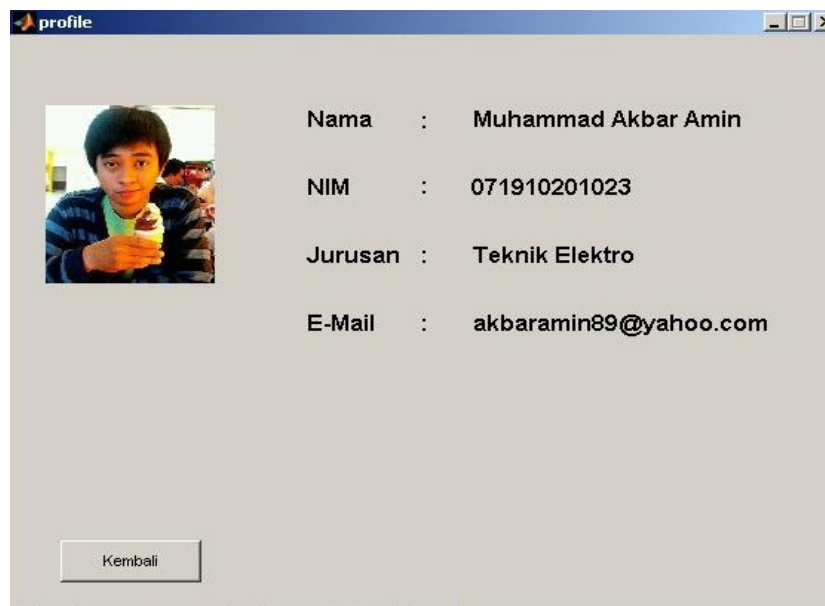 profile
Nama : Muhammad Akbar Amin
NIM : 071910201023
Jurusan : Teknik Elektro
E-Mail : akbaramin89@yahoo.com
Kembali